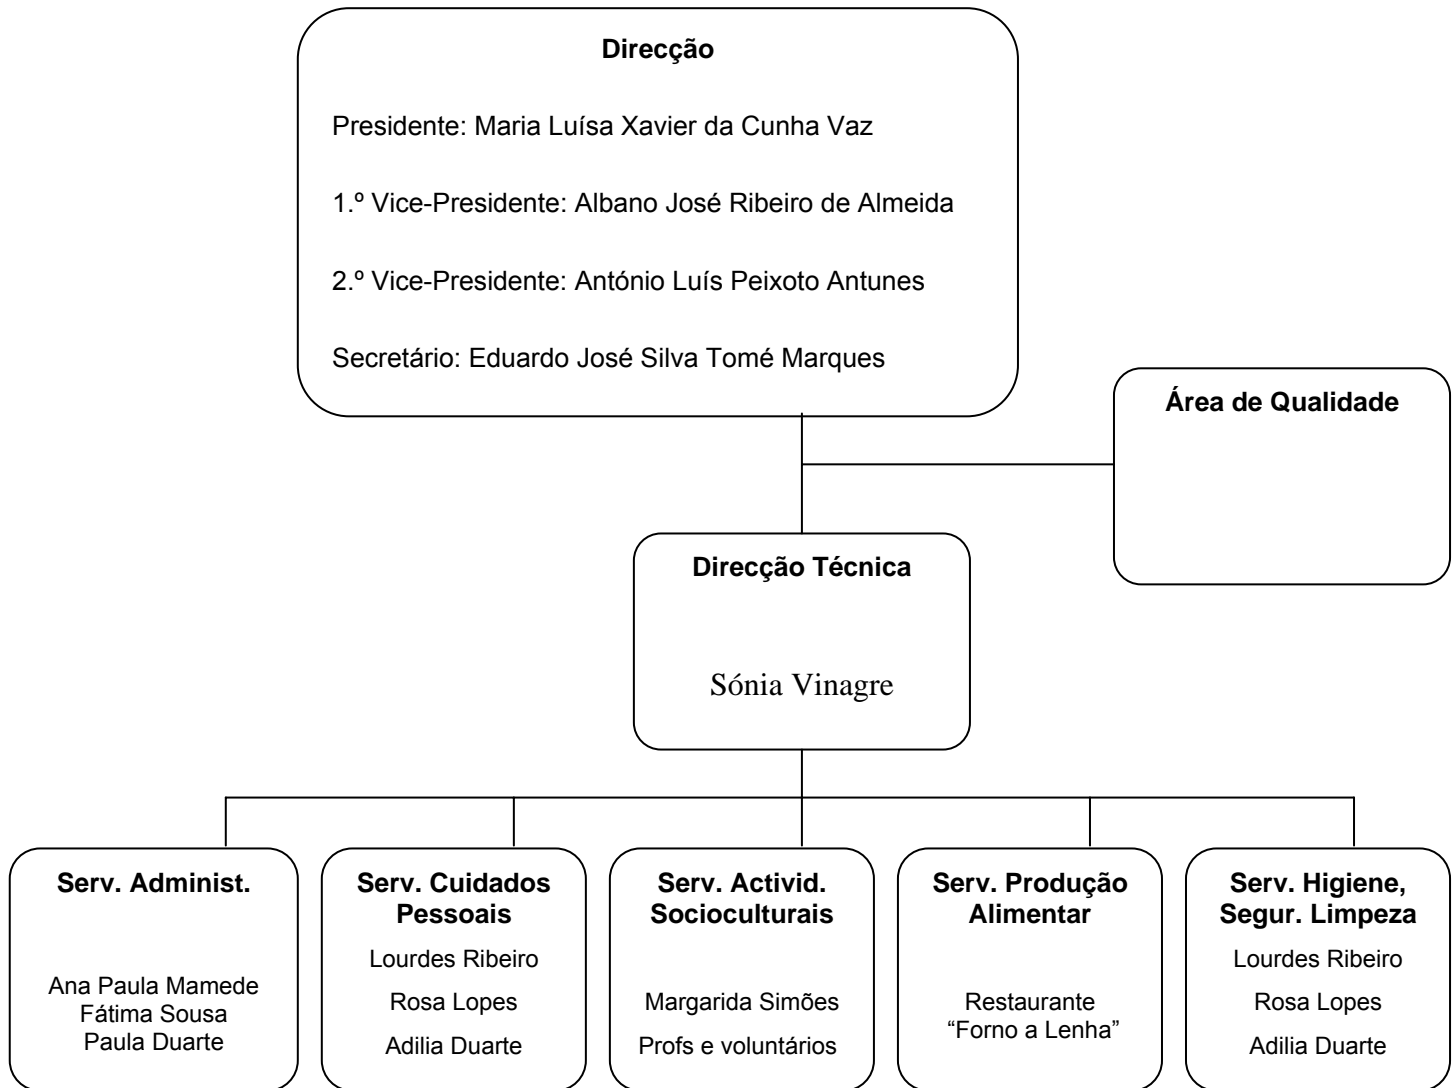 Direcção
Presidente: Maria Luísa Xavier da Cunha Vaz
1.º Vice-Presidente: Albano José Ribeiro de Almeida
2.º Vice-Presidente: António Luís Peixoto Antunes
Secretário: Eduardo José Silva Tomé Marques
Área de Qualidade
Direcção Técnica
Sónia Vinagre
Serv. Administ.
Ana Paula Mamede
Fátima Sousa
Paula Duarte
Serv. Cuidados
Pessoais
Lourdes Ribeiro
Rosa Lopes
Adilia Duarte
Serv. Activid.
Socioculturais
Margarida Simões
Profs e voluntários
Serv. Produção
Alimentar
Restaurante
“Forno a Lenha”
Serv. Higiene,
Segur. Limpeza
Lourdes Ribeiro
Rosa Lopes
Adilia Duarte